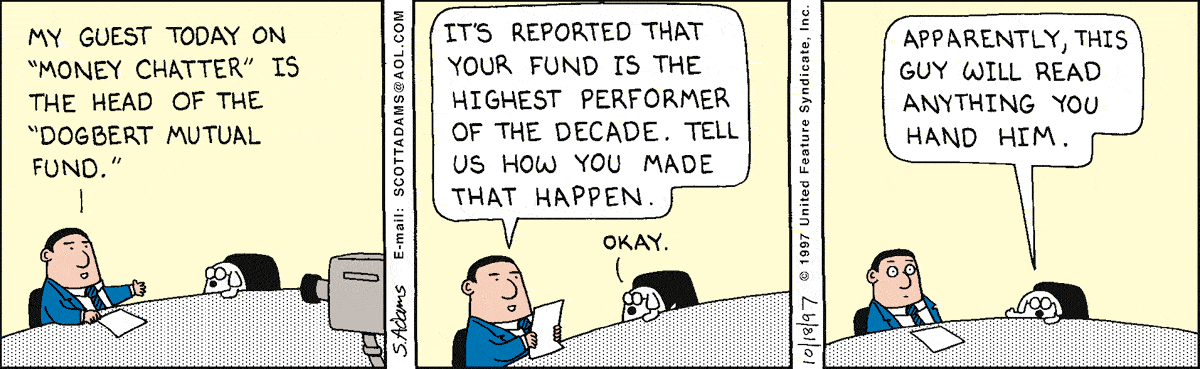 MY GUEST TODAY ON
"MONEY CHATTER" IS
THE HEAD OF THE
"DOGBERT MUTUAL
FUND."
S.Adams E-mail: SCOTTADAMS@AOL.COM
IT'S REPORTED THAT
YOUR FUND IS THE
HIGHEST PERFORMER
OF THE DECADE. TELL
US HOW YOU MADE
THAT HAPPEN.
OKAY.
10/18/97 © 1997 United Feature Syndicate, Inc.
APPARENTLY, THIS
GUY WILL READ
ANYTHING YOU
HAND HIM.